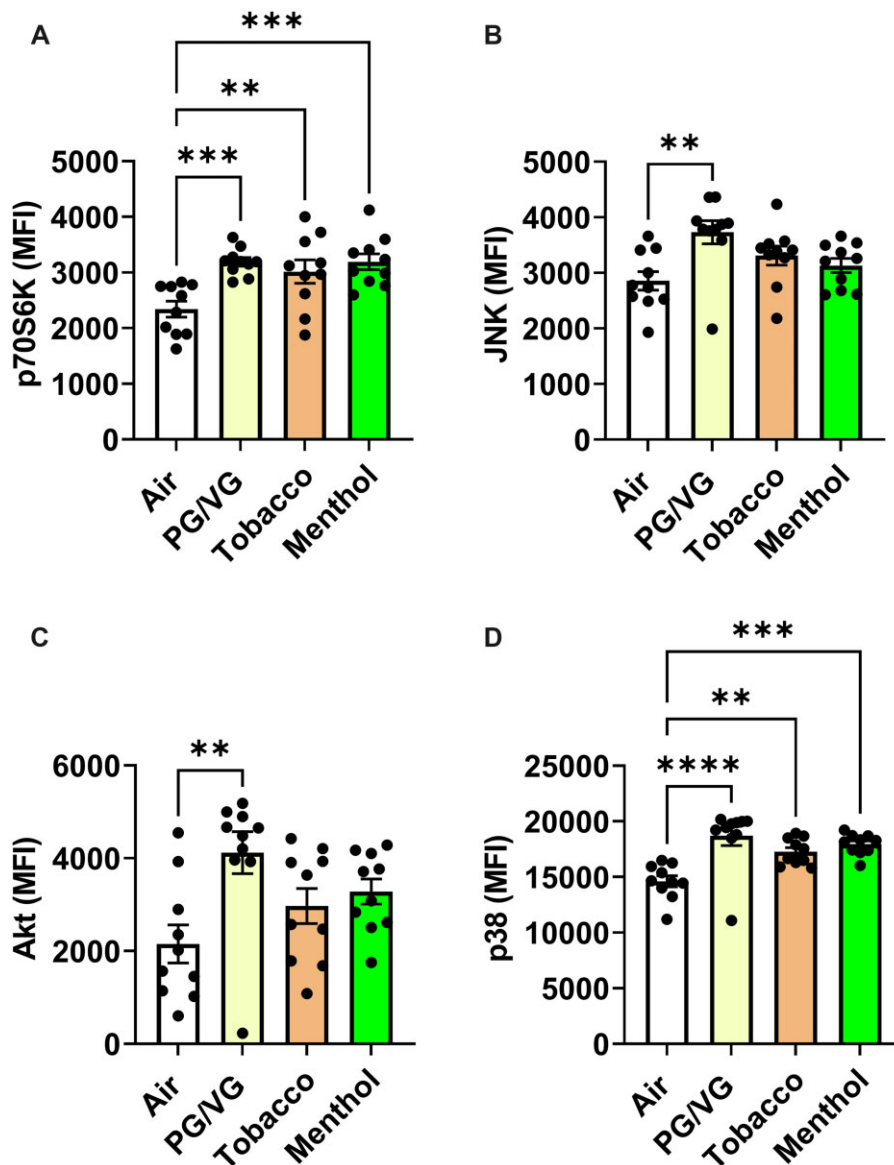 A
***
**
***
p70S6K (MFI)
5000
4000
3000
2000
1000
0
Air
PG/VG
Tobacco
Menthol
B
**
JNK (MFI)
5000
4000
3000
2000
1000
0
Air
PG/VG
Tobacco
Menthol
C
**
Akt (MFI)
6000
4000
2000
0
Air
PG/VG
Tobacco
Menthol
D
***
**
****
p38 (MFI)
25000
20000
15000
10000
5000
0
Air
PG/VG
Tobacco
Menthol